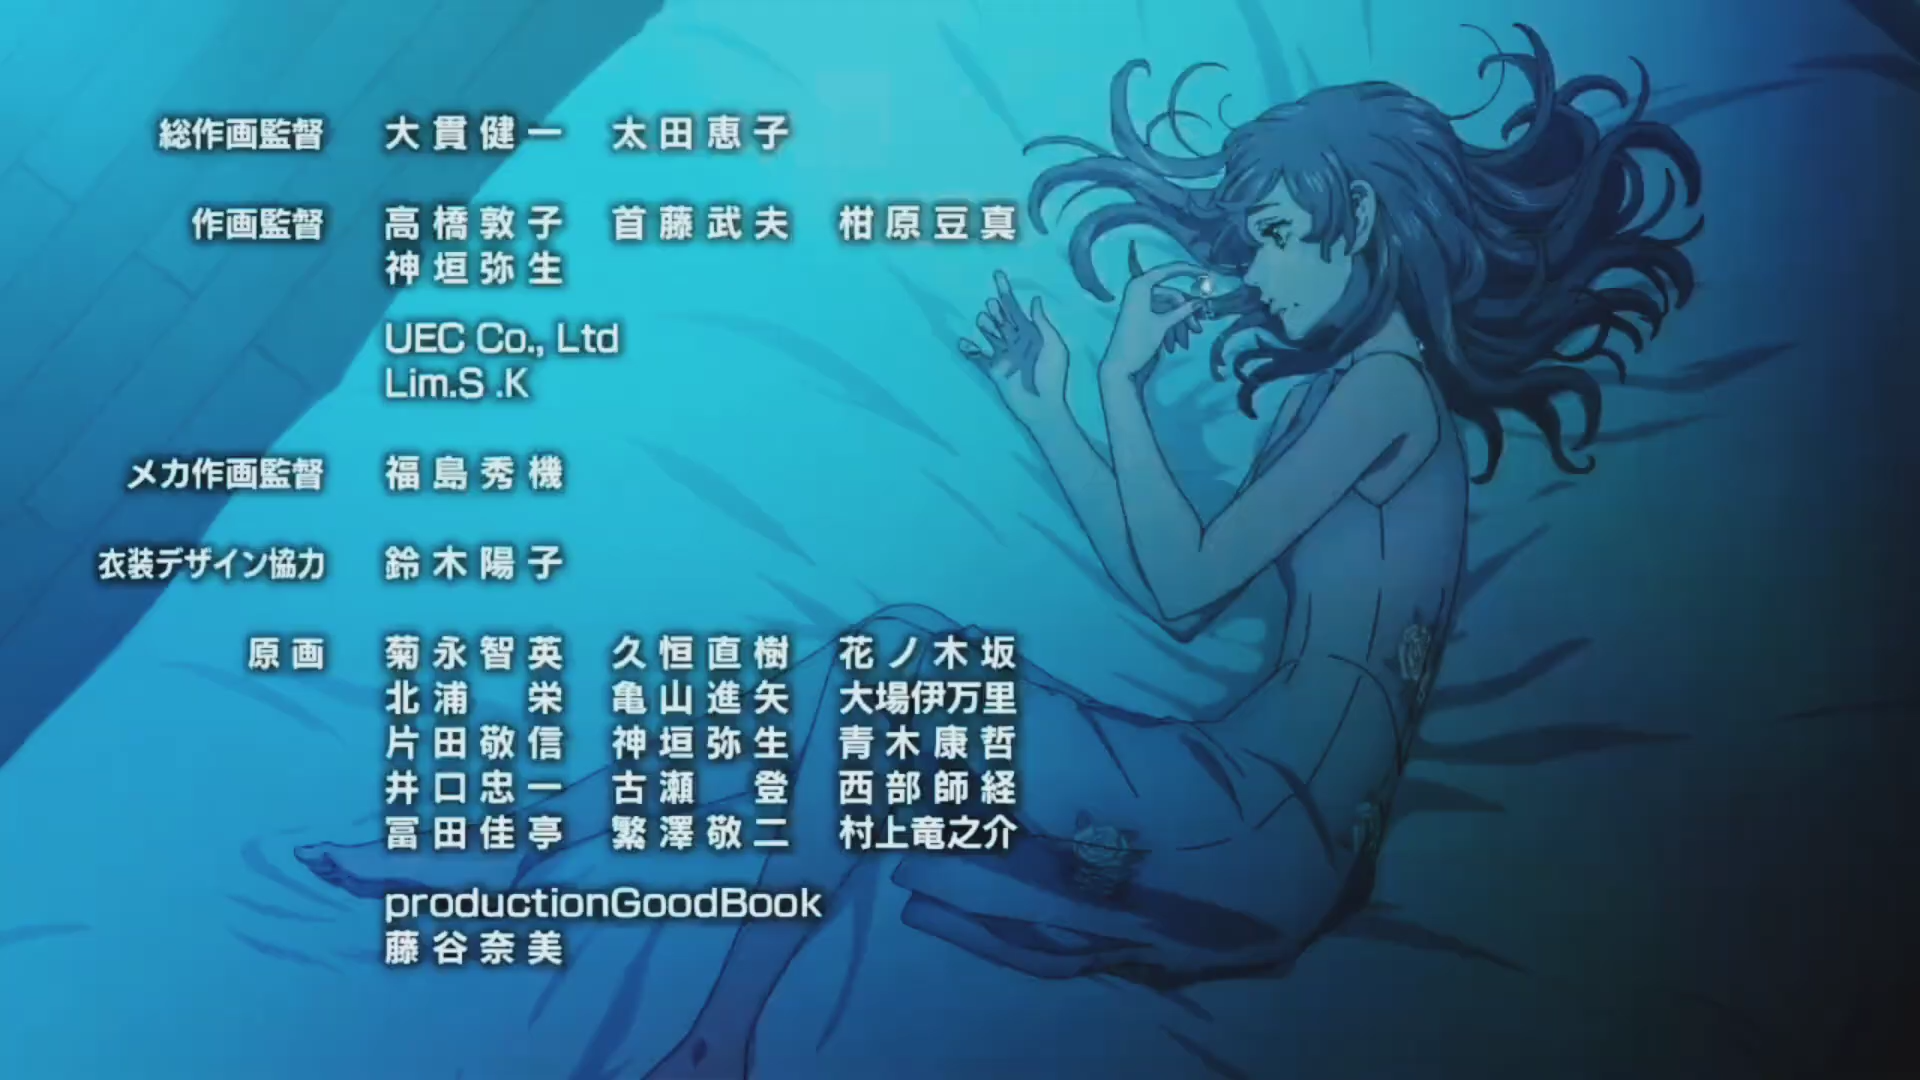 総作画監督 大貫健一 太田恵子
作画監督 高橋敦子 首藤武夫 柑原豆真
神垣弥生
UEC Co., Ltd
Lim.S .K
メカ作画監督 福島秀機
衣装デザイン協力 鈴木陽子
原画 菊永智英 久恒直樹 花ノ木坂
北浦 栄 亀山進矢 大場伊万里
片田敬信 神垣弥生 青木康哲
井口忠一 古瀬 登 西部師経
冨田佳亭 繁澤敬二 村上竜之介
productionGoodBook
藤谷奈美